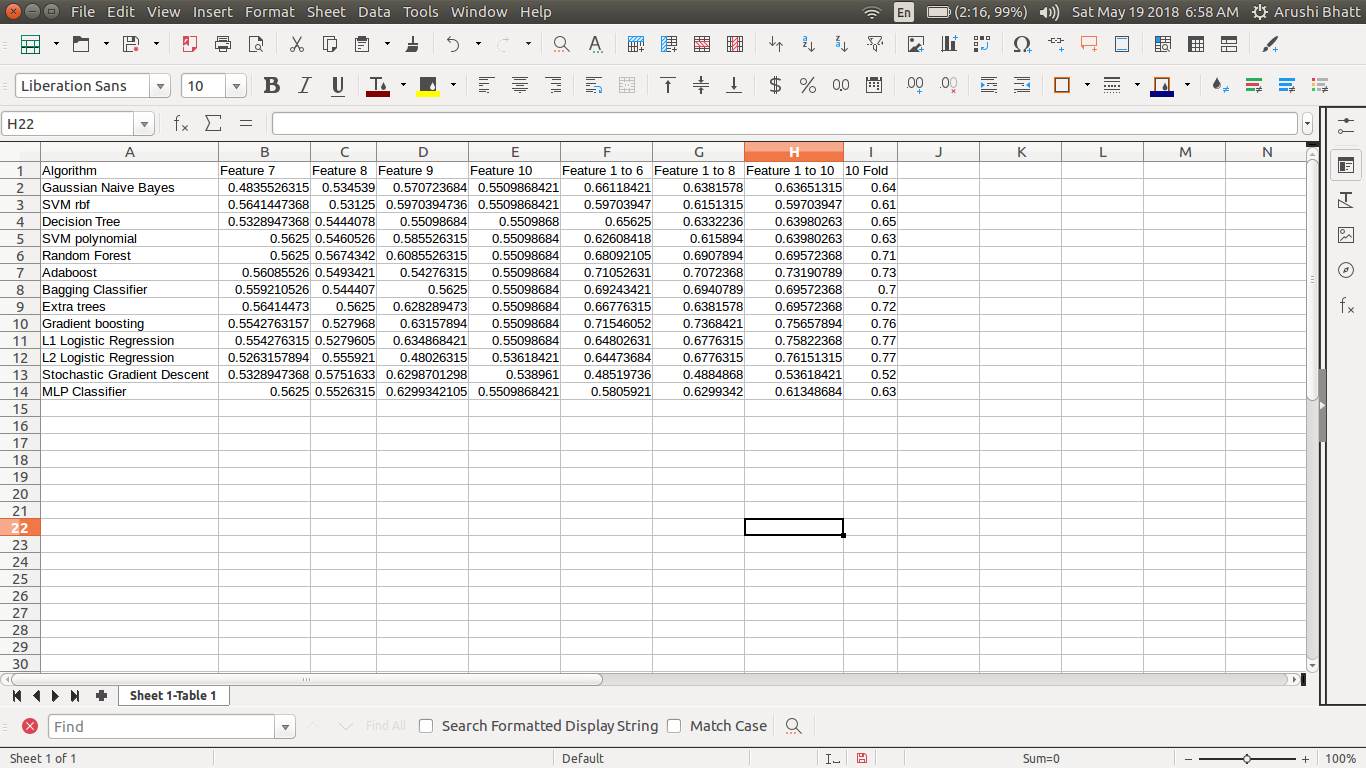 File Edit View Insert Format Sheet Data Tools Window Help En (2:16, 99%) Sat May 19 2018 6:58 AM Arushi Bhatt
Liberation Sans 10
H22
A B C D E F G H I J K L M N
1 Algorithm Feature 7 Feature 8 Feature 9 Feature 10 Feature 1 to 6 Feature 1 to 8 Feature 1 to 10 10 Fold
2 Gaussian Naive Bayes 0.4835526315 0.534539 0.570723684 0.5509868421 0.66118421 0.6381578 0.63651315 0.64
3 SVM rbf 0.5641447368 0.53125 0.5970394736 0.5509868421 0.59703947 0.6151315 0.59703947 0.61
4 Decision Tree 0.5328947368 0.5444078 0.55098684 0.5509868 0.65625 0.6332236 0.63980263 0.65
5 SVM polynomial 0.5625 0.5460526 0.585526315 0.55098684 0.62608418 0.615894 0.63980263 0.63
6 Random Forest 0.5625 0.5674342 0.6085526315 0.55098684 0.68092105 0.6907894 0.69572368 0.71
7 Adaboost 0.56085526 0.5493421 0.54276315 0.55098684 0.71052631 0.7072368 0.73190789 0.73
8 Bagging Classifier 0.559210526 0.544407 0.5625 0.55098684 0.69243421 0.6940789 0.69572368 0.7
9 Extra trees 0.56414473 0.5625 0.628289473 0.55098684 0.66776315 0.6381578 0.69572368 0.72
10 Gradient boosting 0.5542763157 0.527968 0.63157894 0.55098684 0.71546052 0.7368421 0.75657894 0.76
11 L1 Logistic Regression 0.554276315 0.5279605 0.634868421 0.55098684 0.64802631 0.6776315 0.75822368 0.77
12 L2 Logistic Regression 0.5263157894 0.555921 0.48026315 0.53618421 0.64473684 0.6776315 0.76151315 0.77
13 Stochastic Gradient Descent 0.5328947368 0.5751633 0.6298701298 0.538961 0.48519736 0.4884868 0.53618421 0.52
14 MLP Classifier 0.5625 0.5526315 0.6299342105 0.5509868421 0.5805921 0.6299342 0.61348684 0.63
15
16
17
18
19
20
21
22
23
24
25
26
27
28
29
30
Sheet 1-Table 1
Find Find All Search Formatted Display String Match Case
Sheet 1 of 1 Default Sum=0 100%